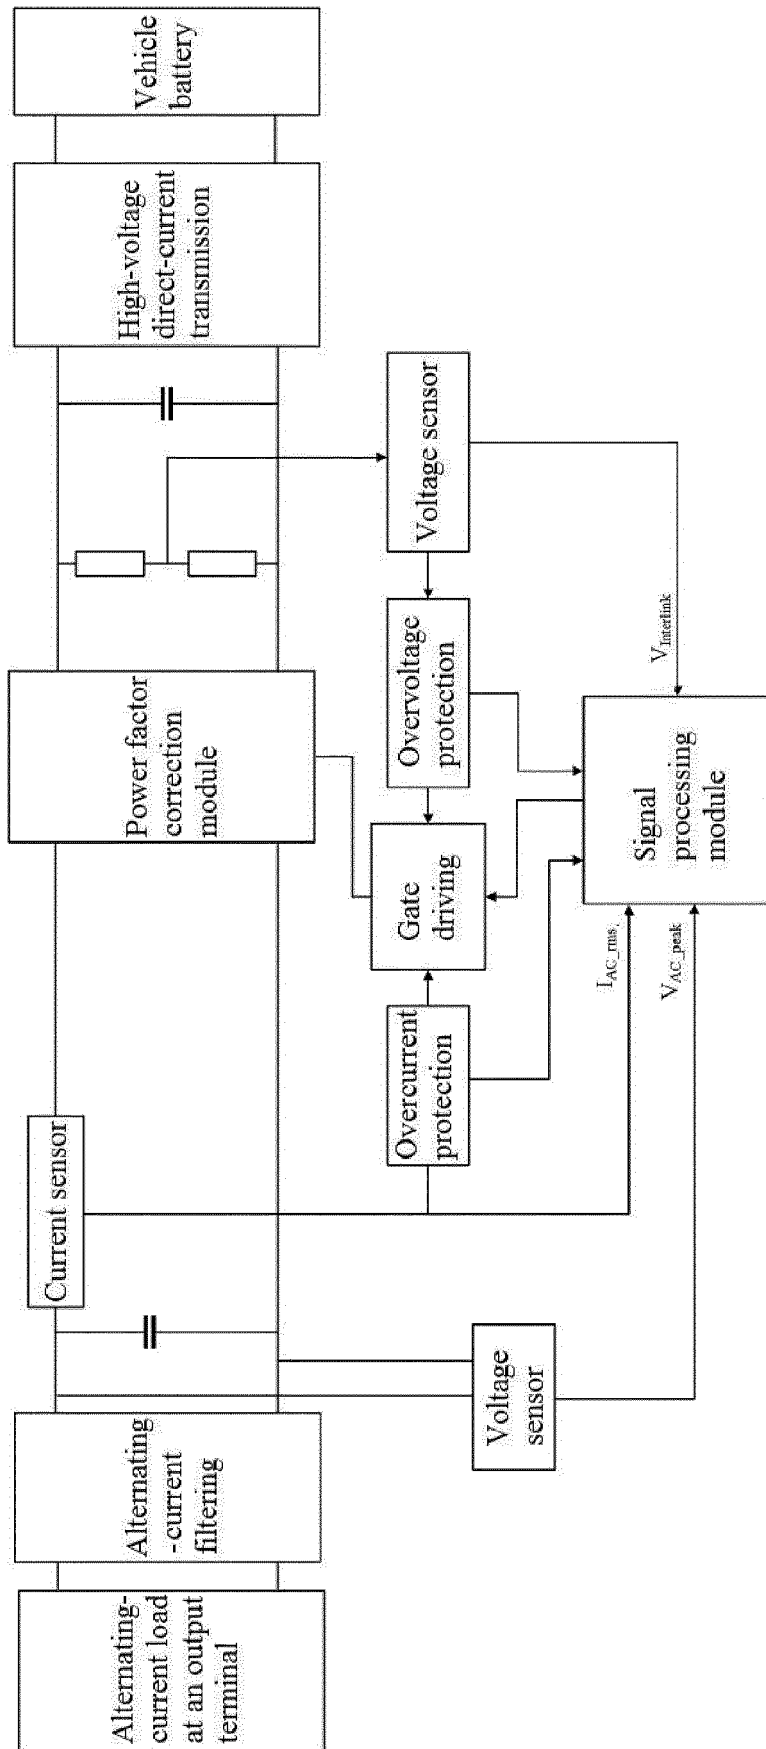 Vehicle
battery
High-voltage
direct-current
transmission
Voltage sensor
V_Interlink
Power factor
correction
module
Overvoltage
protection
Gate
driving
Signal
processing
module
I_AC_rms,
V_AC_peak
Overcurrent
protection
Current sensor
Voltage
sensor
Alternating
-current
filtering
Alternating-
current load
at an output
terminal